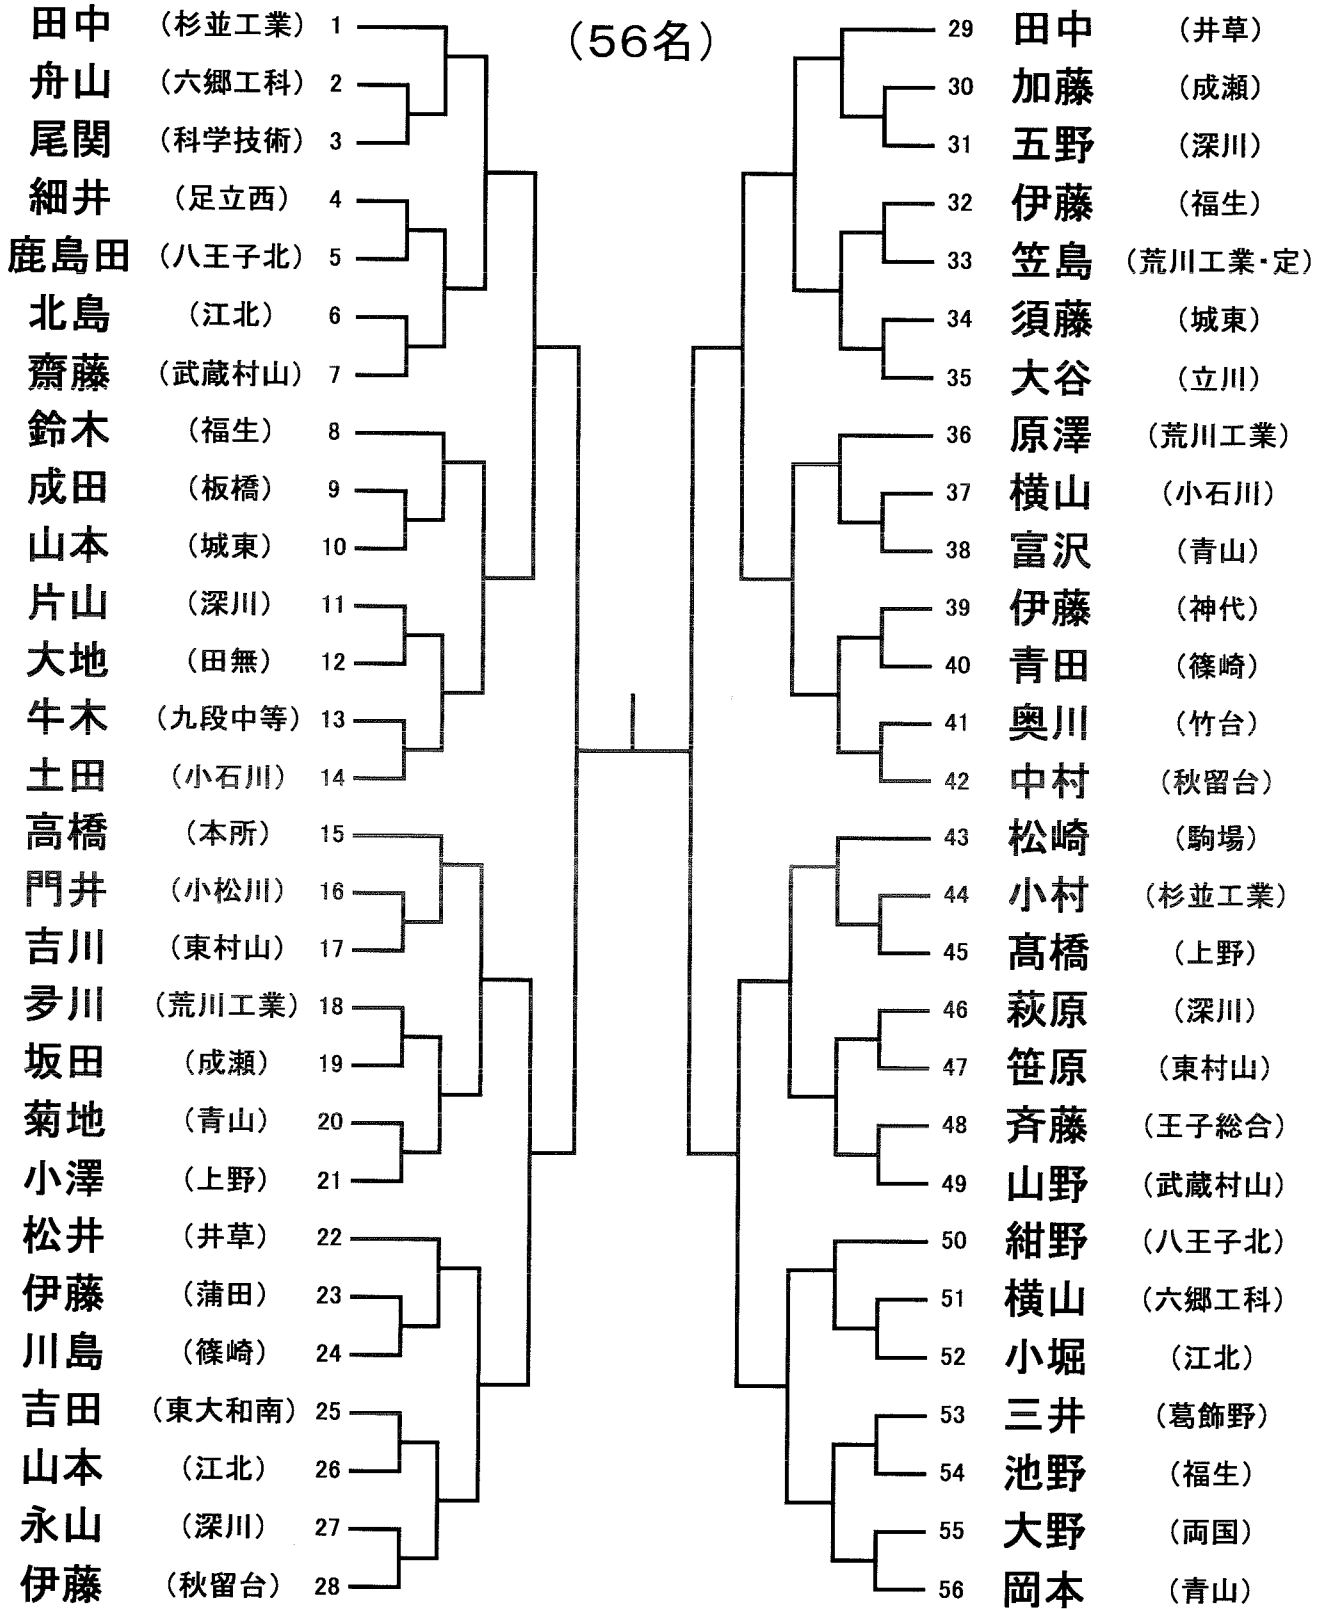 (56名)
田中 (杉並工業) 1
舟山 (六郷工科) 2
尾関 (科学技術) 3
細井 (足立西) 4
鹿島田 (八王子北) 5
北島 (江北) 6
齋藤 (武蔵村山) 7
鈴木 (福生) 8
成田 (板橋) 9
山本 (城東) 10
片山 (深川) 11
大地 (田無) 12
牛木 (九段中等) 13
土田 (小石川) 14
高橋 (本所) 15
門井 (小松川) 16
吉川 (東村山) 17
川 (荒川工業) 18
坂田 (成瀬) 19
菊地 (青山) 20
小澤 (上野) 21
松井 (井草) 22
伊藤 (蒲田) 23
川島 (篠崎) 24
吉田 (東大和南) 25
山本 (江北) 26
永山 (深川) 27
伊藤 (秋留台) 28
29 田中 (井草)
30 加藤 (成瀬)
31 五野 (深川)
32 伊藤 (福生)
33 笠島 (荒川工業・定)
34 須藤 (城東)
35 大谷 (立川)
36 原澤 (荒川工業)
37 横山 (小石川)
38 富沢 (青山)
39 伊藤 (神代)
40 青田 (篠崎)
41 奥川 (竹台)
42 中村 (秋留台)
43 松崎 (駒場)
44 小村 (杉並工業)
45 髙橋 (上野)
46 萩原 (深川)
47 笹原 (東村山)
48 斉藤 (王子総合)
49 山野 (武蔵村山)
50 紺野 (八王子北)
51 横山 (六郷工科)
52 小堀 (江北)
53 三井 (葛飾野)
54 池野 (福生)
55 大野 (両国)
56 岡本 (青山)